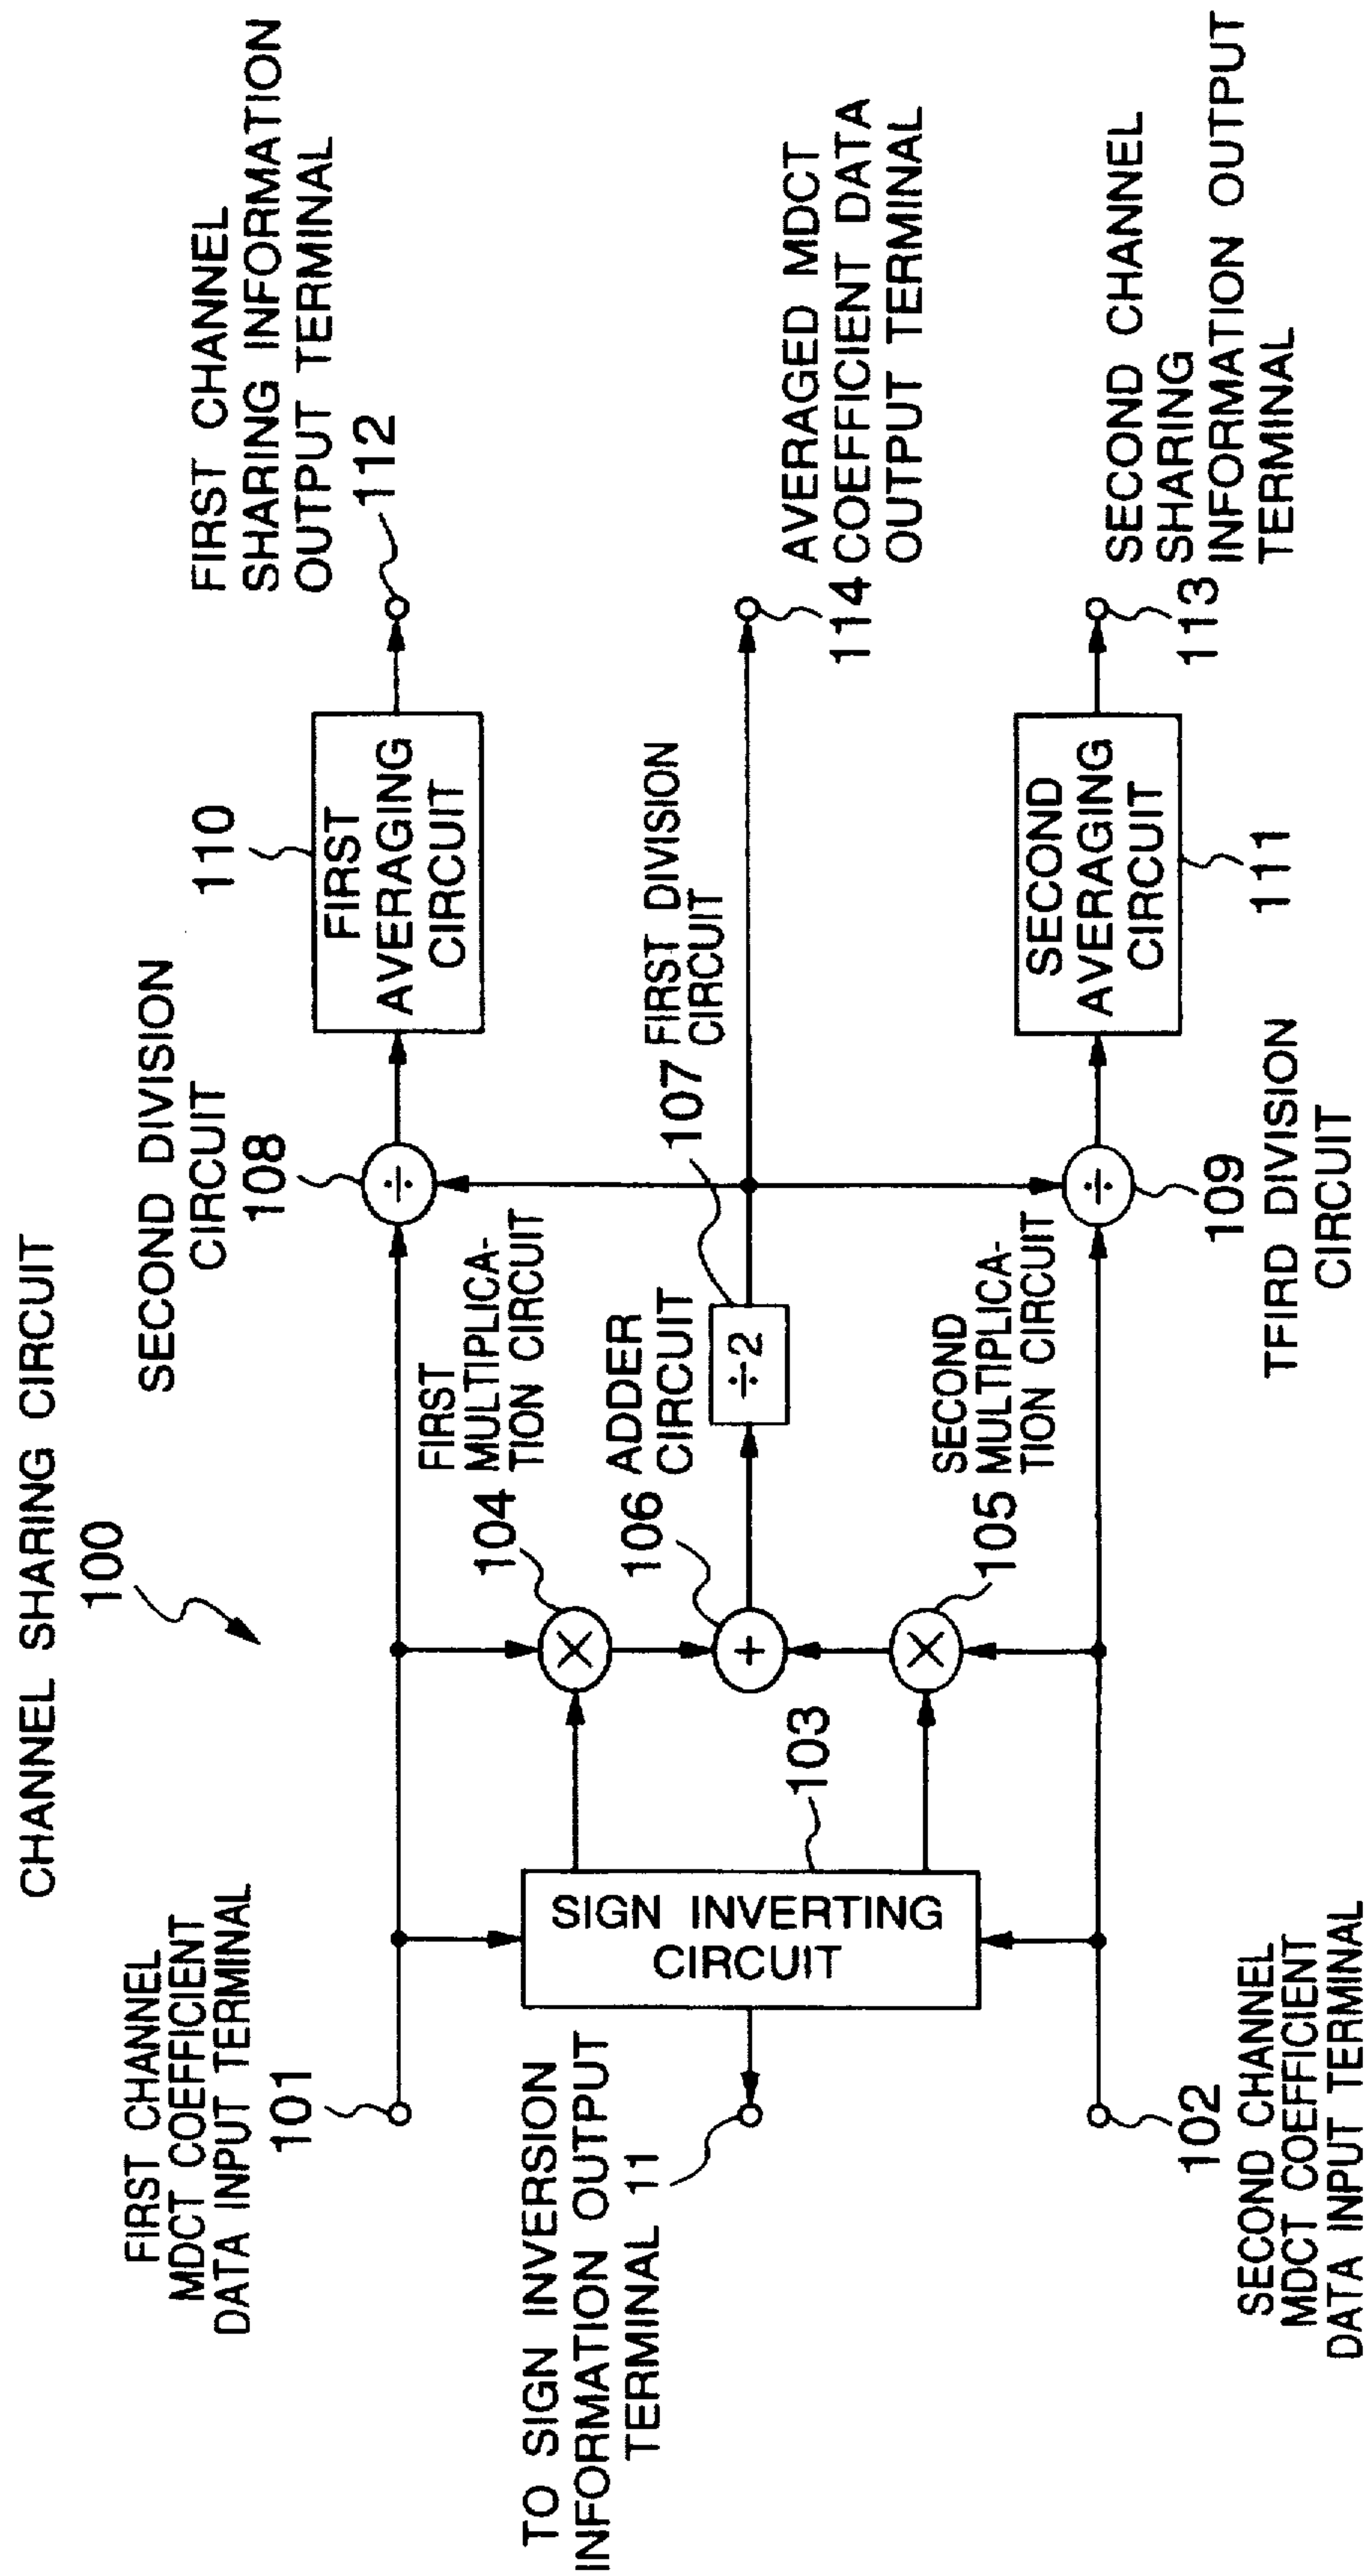 CHANNEL SHARING CIRCUIT
100
FIRST CHANNEL
MDCT COEFFICIENT
DATA INPUT TERMINAL
101
SECOND DIVISION
CIRCUIT
108
110
FIRST
AVERAGING
CIRCUIT
FIRST CHANNEL
SHARING INFORMATION
OUTPUT TERMINAL
112
TO SIGN INVERSION
INFORMATION OUTPUT
TERMINAL 11
SIGN INVERTING
CIRCUIT
103
FIRST
MULTIPLICA-
TION CIRCUIT
104
×
106
ADDER
CIRCUIT
+
÷2
107
FIRST DIVISION
CIRCUIT
÷
AVERAGED MDCT
COEFFICIENT DATA
OUTPUT TERMINAL
114
SECOND
MULTIPLICA-
TION CIRCUIT
105
×
÷
109
TFIRD DIVISION
CIRCUIT
SECOND
AVERAGING
CIRCUIT
111
SECOND CHANNEL
SHARING
INFORMATION OUTPUT
TERMINAL
113
102
SECOND CHANNEL
MDCT COEFFICIENT
DATA INPUT TERMINAL